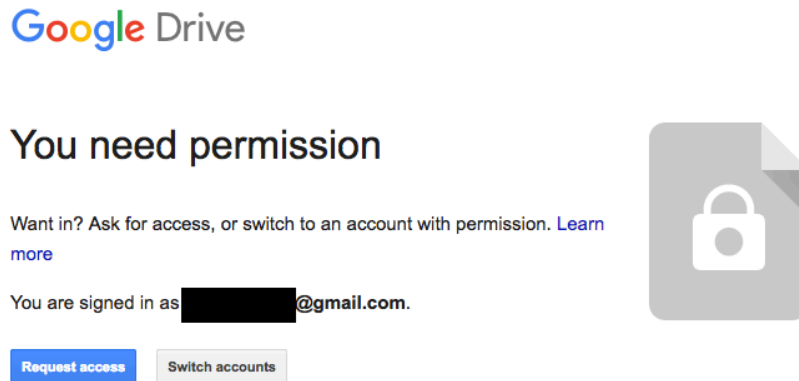 Google Drive
You need permission
Want in? Ask for access, or switch to an account with permission. Learn
more
You are signed in as @gmail.com.
Request access Switch accounts